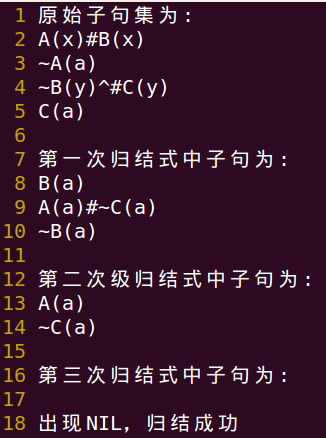 1 原始子句集为:
2 A(x)#B(x)
3 ~A(a)
4 ~B(y)^#C(y)
5 C(a)
6
7 第一次归结式中子句为:
8 B(a)
9 A(a)#~C(a)
10 ~B(a)
11
12 第二次级归结式中子句为:
13 A(a)
14 ~C(a)
15
16 第三次归结式中子句为:
17
18 出现NIL, 归结成功